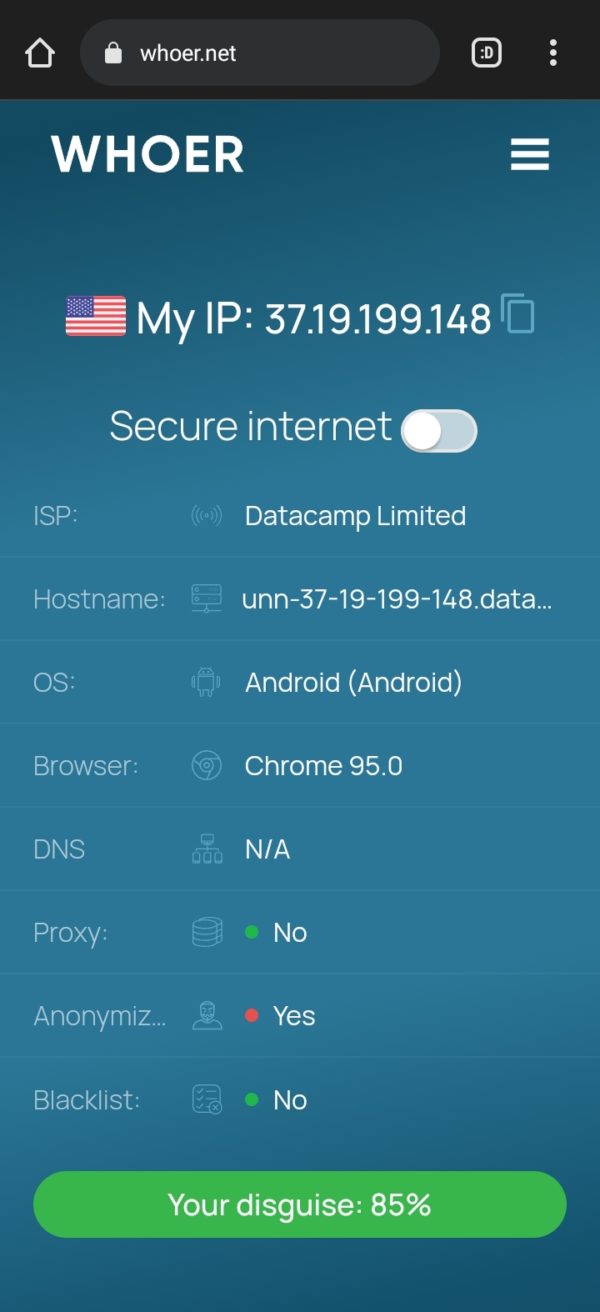 whoer.net
:D
WHOER
My IP: 37.19.199.148
Secure internet
ISP: Datacamp Limited
Hostname: unn-37-19-199-148.data...
OS: Android (Android)
Browser: Chrome 95.0
DNS N/A
Proxy: No
Anonymiz... Yes
Blacklist: No
Your disguise: 85%